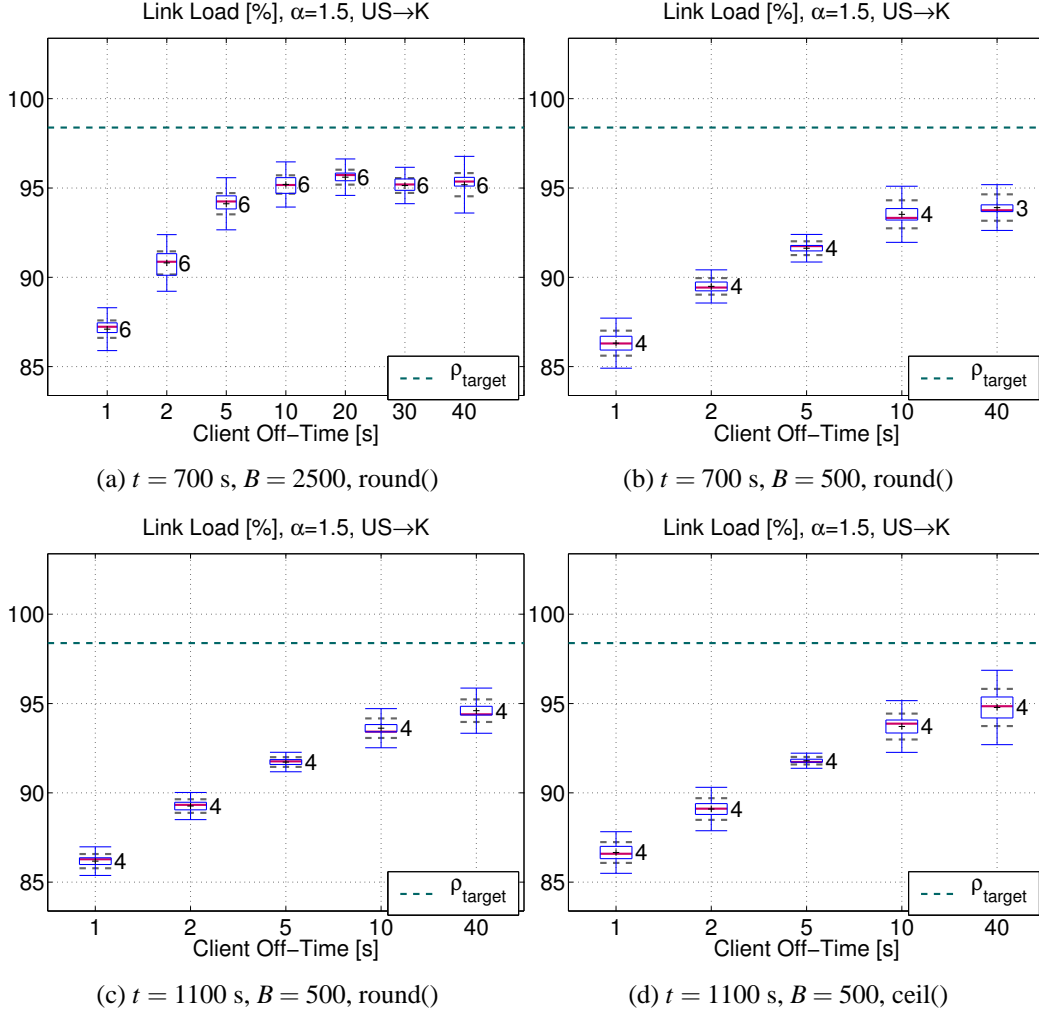 Link Load [%], α=1.5, US→K
100
95
90
85
6
6
6
6
6
6
6
ρtarget
1 2 5 10 20 30 40
Client Off−Time [s]
(a) t = 700 s, B = 2500, round()
Link Load [%], α=1.5, US→K
100
95
90
85
4
4
4
4
3
ρtarget
1 2 5 10 40
Client Off−Time [s]
(b) t = 700 s, B = 500, round()
Link Load [%], α=1.5, US→K
100
95
90
85
4
4
4
4
4
ρtarget
1 2 5 10 40
Client Off−Time [s]
(c) t = 1100 s, B = 500, round()
Link Load [%], α=1.5, US→K
100
95
90
85
4
4
4
4
4
ρtarget
1 2 5 10 40
Client Off−Time [s]
(d) t = 1100 s, B = 500, ceil()